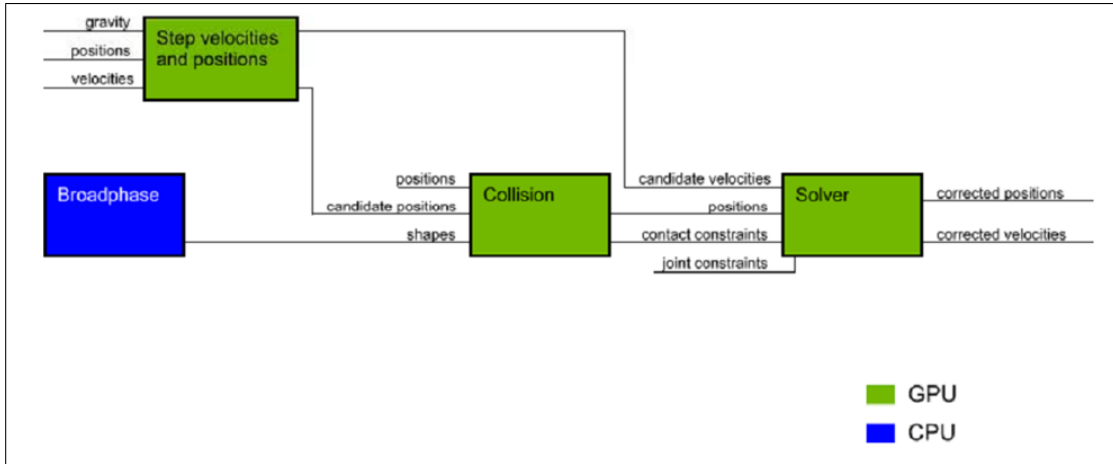 gravity
positions
velocities
Step velocities
and positions
Broadphase
positions
candidate positions
shapes
Collision
candidate velocities
positions
contact constraints
joint constraints
Solver
corrected positions
corrected velocities
GPU
CPU